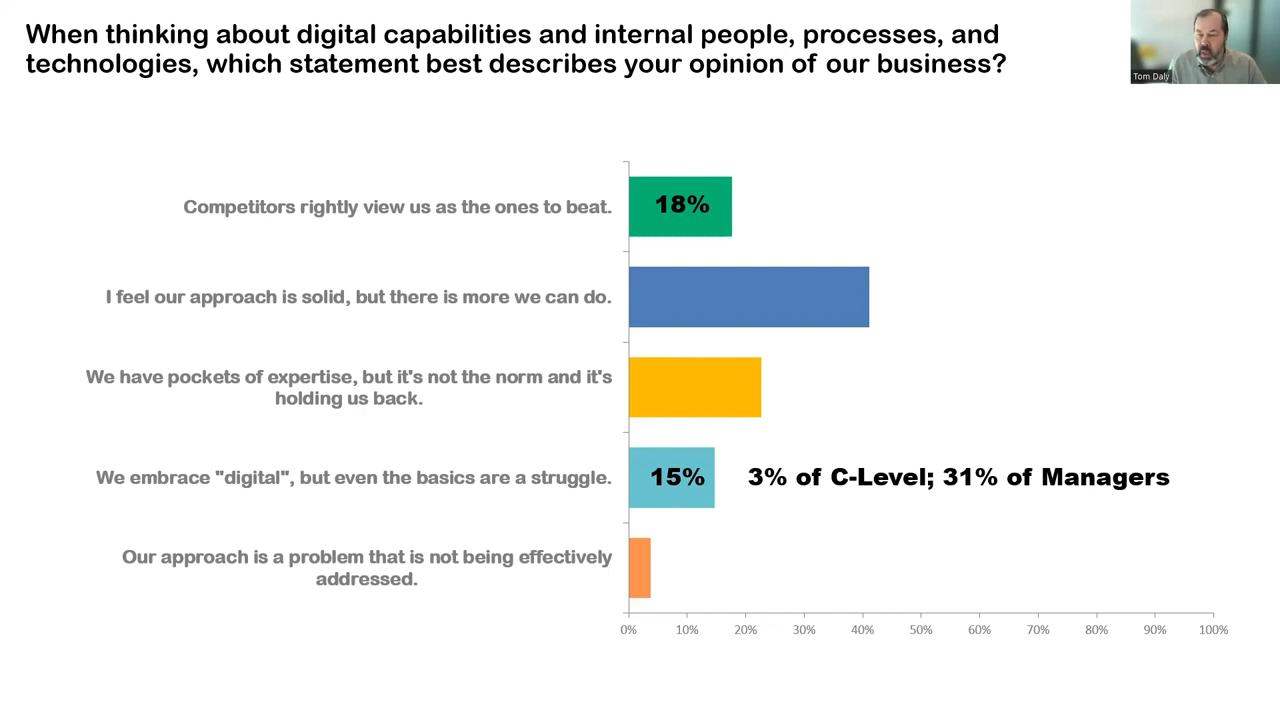 When thinking about digital capabilities and internal people, processes, and
technologies, which statement best describes your opinion of our business?
Tom Daly
Competitors rightly view us as the ones to beat.
18%
I feel our approach is solid, but there is more we can do.
We have pockets of expertise, but it's not the norm and it's
holding us back.
We embrace "digital", but even the basics are a struggle.
15%
3% of C-Level; 31% of Managers
Our approach is a problem that is not being effectively
addressed.
0% 10% 20% 30% 40% 50% 60% 70% 80% 90% 100%